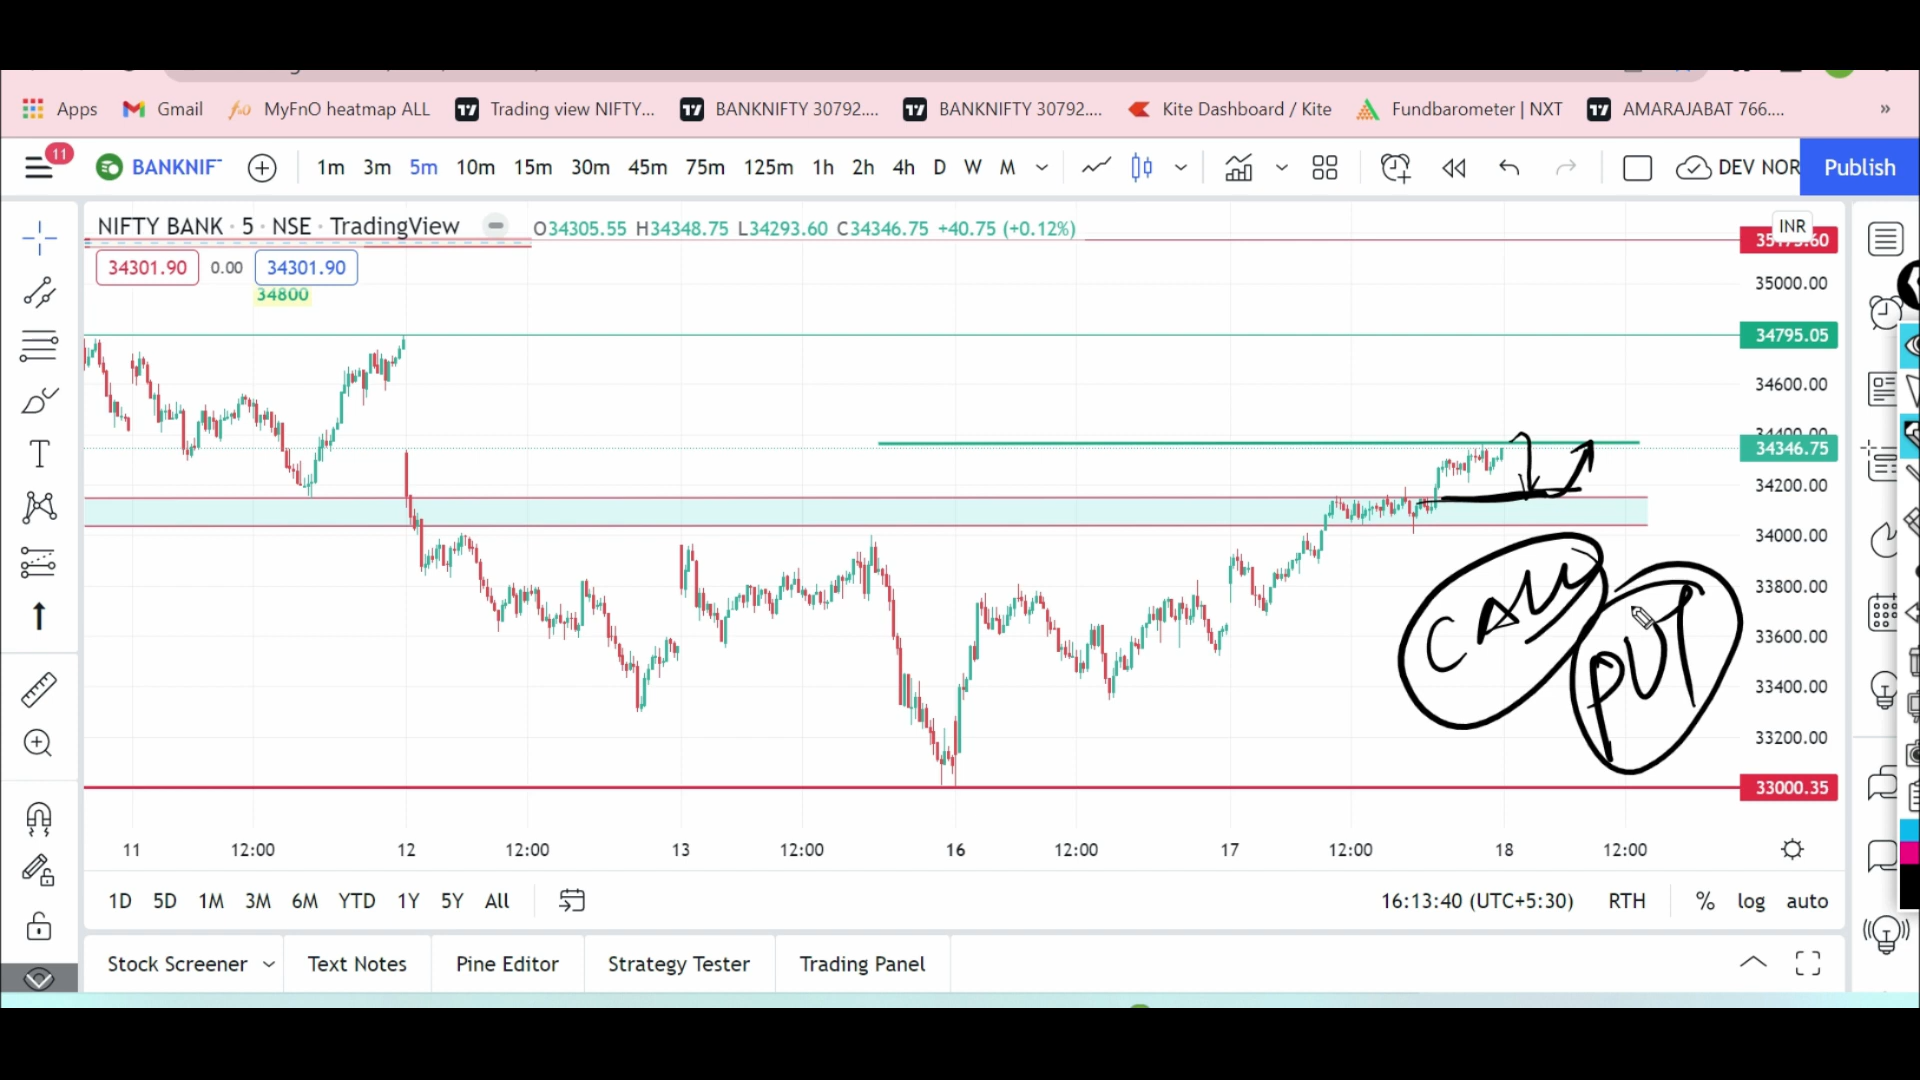 Apps Gmail MyFnO heatmap ALL Trading view NIFTY... BANKNIFTY 30792.... BANKNIFTY 30792.... Kite Dashboard / Kite Fundbarometer | NXT AMARAJABAT 766.... »
11
BANKNIF 1m 3m 5m 10m 15m 30m 45m 75m 125m 1h 2h 4h D W M DEV NOR Publish
NIFTY BANK · 5 · NSE · TradingView O34305.55 H34348.75 L34293.60 C34346.75 +40.75 (+0.12%)
INR
34301.90 0.00 34301.90
34800
35000.00
34795.05
34600.00
34400.00
34346.75
34200.00
34000.00
33800.00
33600.00
33400.00
33200.00
33000.35
CALL
PUT
11 12:00 12 12:00 13 12:00 16 12:00 17 12:00 18 12:00
1D 5D 1M 3M 6M YTD 1Y 5Y All 16:13:40 (UTC+5:30) RTH % log auto
Stock Screener Text Notes Pine Editor Strategy Tester Trading Panel